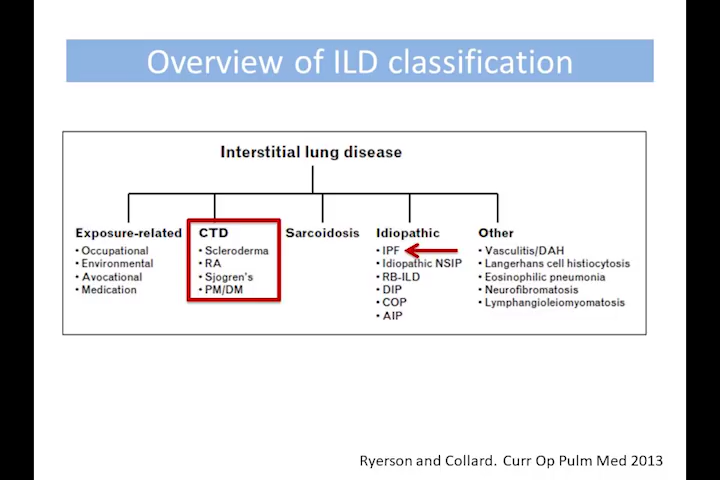 Overview of ILD classification
Interstitial lung disease
Exposure-related
• Occupational
• Environmental
• Avocational
• Medication
CTD
• Scleroderma
• RA
• Sjogren's
• PM/DM
Sarcoidosis
Idiopathic
• IPF
• Idiopathic NSIP
• RB-ILD
• DIP
• COP
• AIP
Other
• Vasculitis/DAH
• Langerhans cell histiocytosis
• Eosinophilic pneumonia
• Neurofibromatosis
• Lymphangioleiomyomatosis
Ryerson and Collard. Curr Op Pulm Med 2013